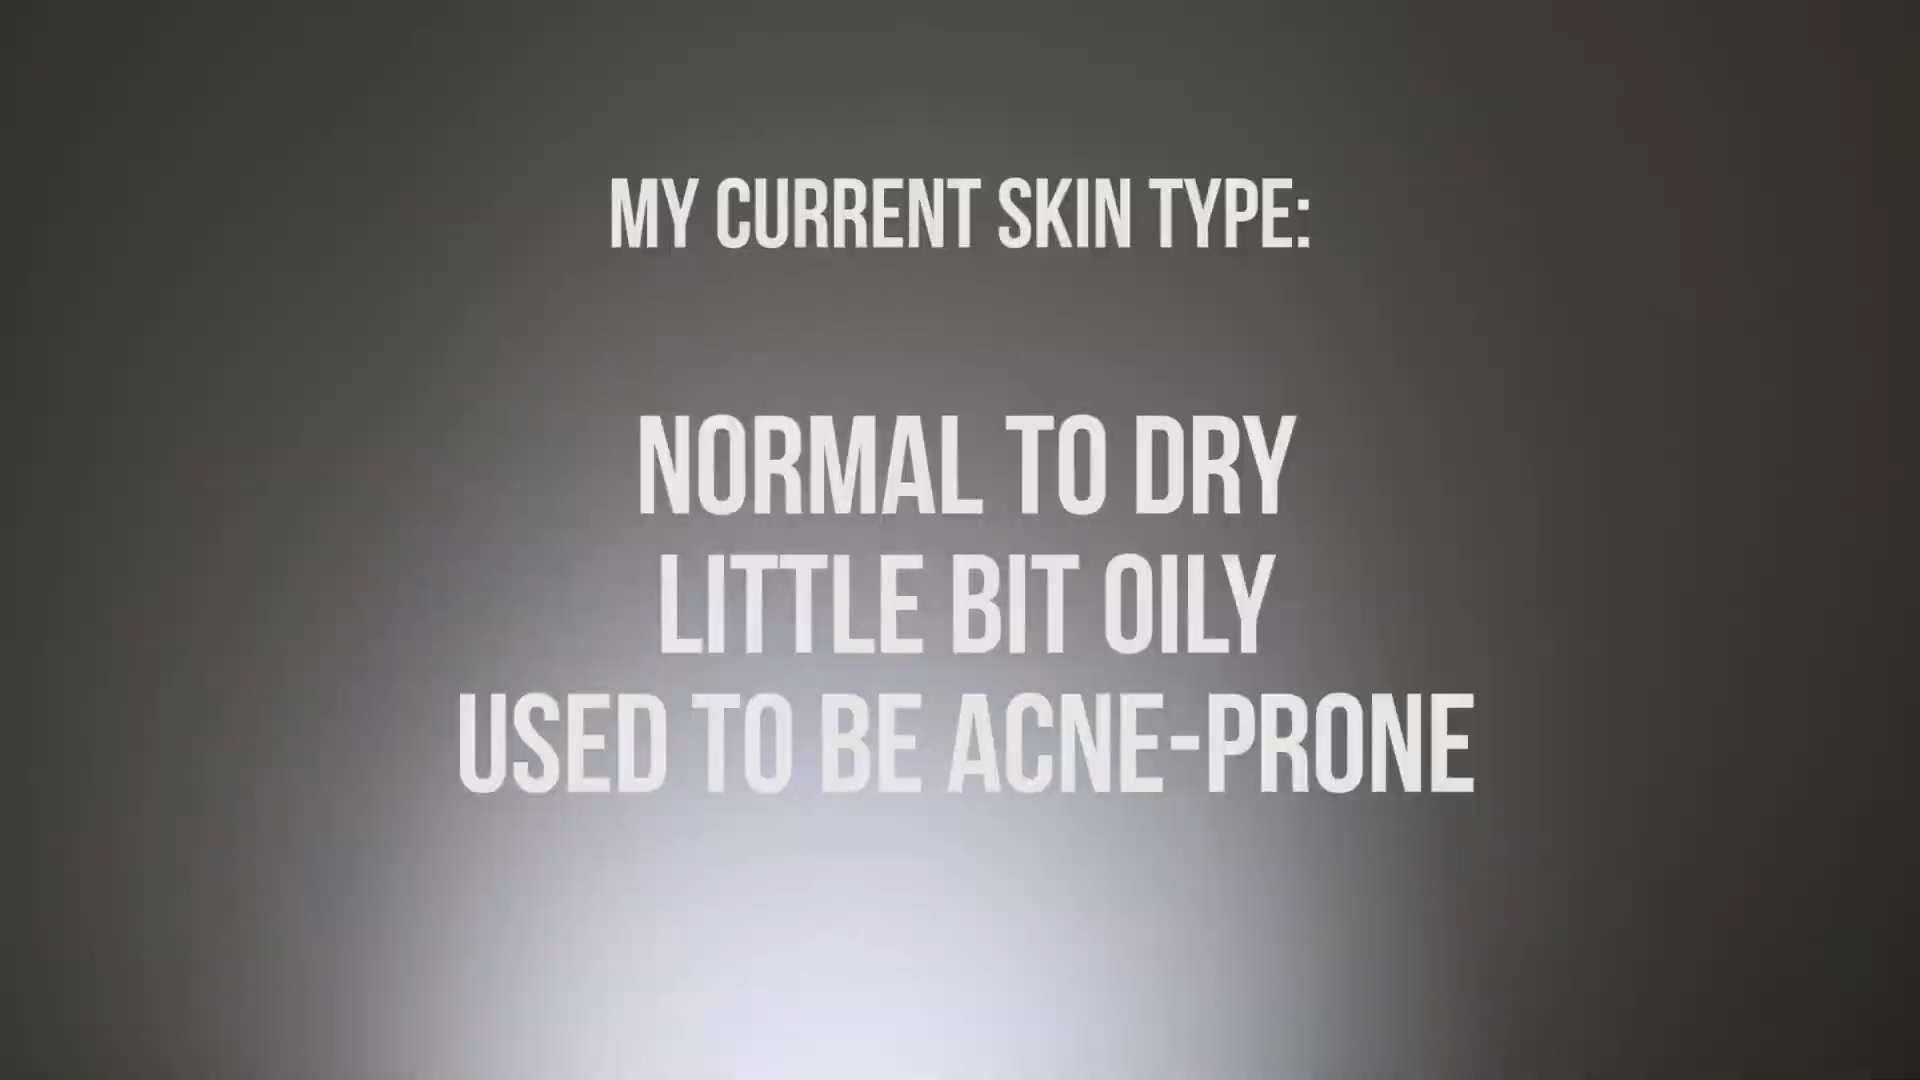 MY CURRENT SKIN TYPE:
NORMAL TO DRY
LITTLE BIT OILY
USED TO BE ACNE-PRONE